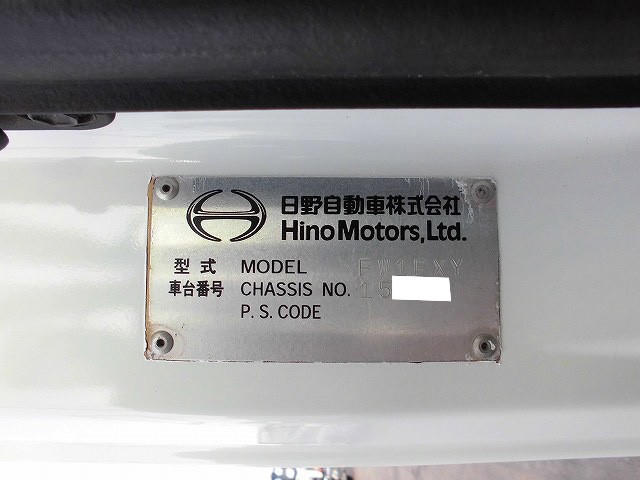 日野自動車株式会社
Hino Motors, Ltd.
型式 MODEL FW1EXY
車台番号 CHASSIS NO. 15
P.S. CODE